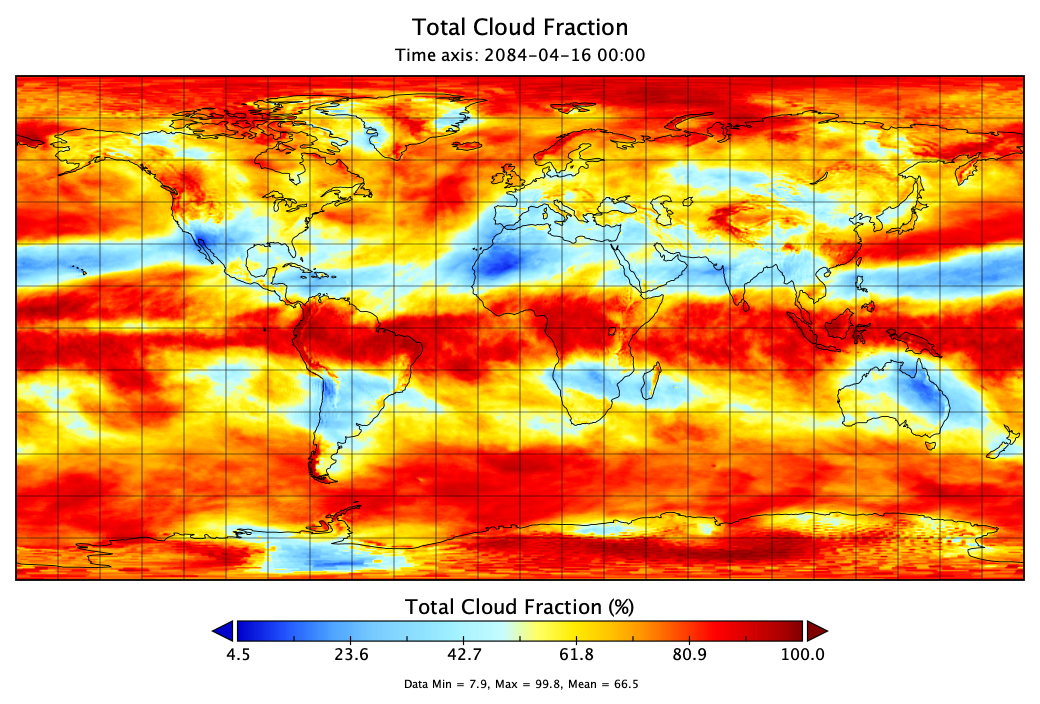 Total Cloud Fraction
Time axis: 2084-04-16 00:00
Total Cloud Fraction (%)
4.5 23.6 42.7 61.8 80.9 100.0
Data Min = 7.9, Max = 99.8, Mean = 66.5